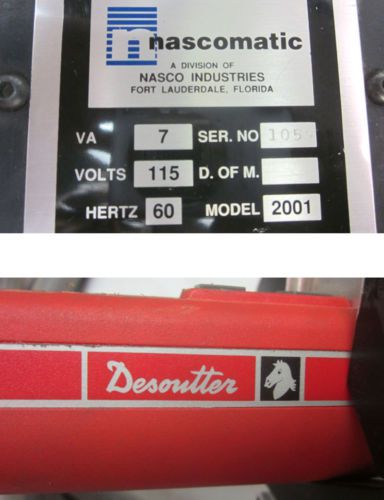 nascomatic
A DIVISION OF
NASCO INDUSTRIES
FORT LAUDERDALE, FLORIDA
VA 7 SER. NO
VOLTS 115 D. OF M.
HERTZ 60 MODEL 2001
Desoutter